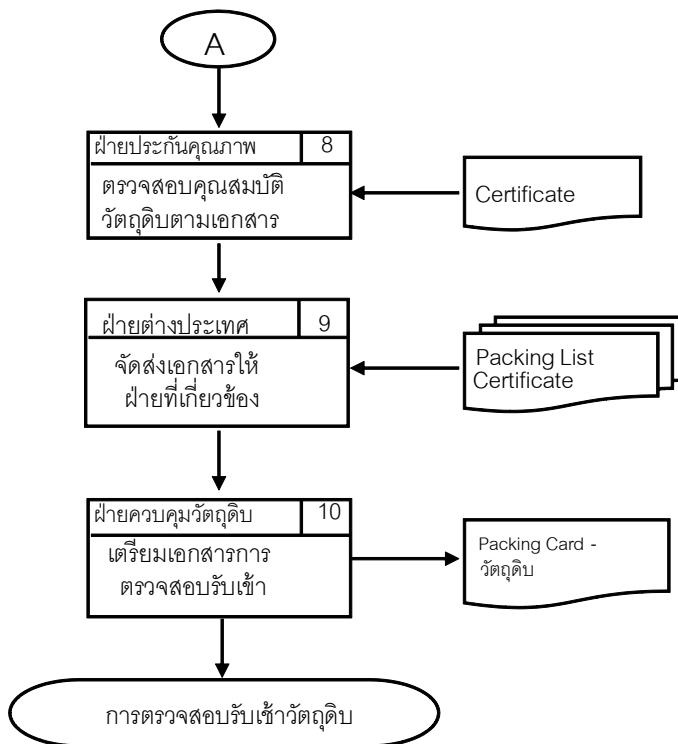 A
ฝ่ายประกันคุณภาพ 8
ตรวจสอบคุณสมบัติ
วัตถุดิบตามเอกสาร
Certificate
ฝ่ายต่างประเทศ 9
จัดส่งเอกสารให้
ฝ่ายที่เกี่ยวข้อง
Packing List
Certificate
ฝ่ายควบคุมวัตถุดิบ 10
เตรียมเอกสารการ
ตรวจสอบรับเข้า
Packing Card -
วัตถุดิบ
การตรวจสอบรับเข้าวัตถุดิบ